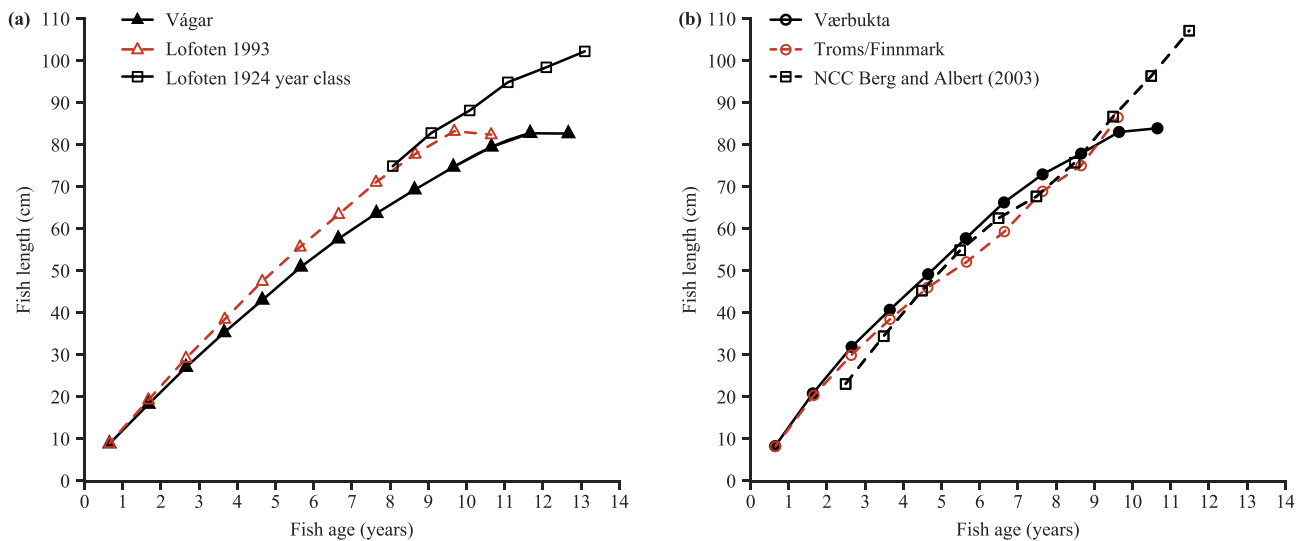 (a)
Vágar
Lofoten 1993
Lofoten 1924 year class
110
100
90
80
70
60
50
40
30
20
10
0
Fish length (cm)
0 1 2 3 4 5 6 7 8 9 10 11 12 13 14
Fish age (years)
(b)
Værbukta
Troms/Finnmark
NCC Berg and Albert (2003)
110
100
90
80
70
60
50
40
30
20
10
0
Fish length (cm)
0 1 2 3 4 5 6 7 8 9 10 11 12 13 14
Fish age (years)